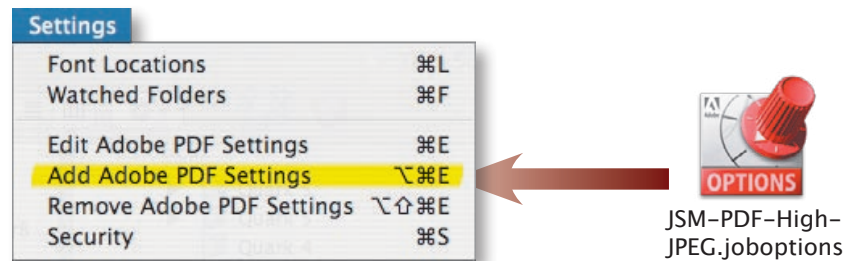 Settings
Font Locations ⌘L
Watched Folders ⌘F
Edit Adobe PDF Settings ⌘E
Add Adobe PDF Settings ⌥⌘E
Remove Adobe PDF Settings ⌥⇧⌘E
Security ⌘S
Adobe
OPTIONS
JSM-PDF-High-
JPEG.joboptions